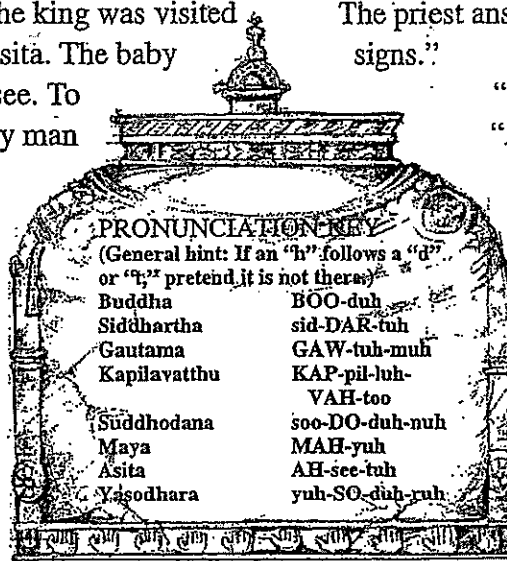 he king was visited
sita. The baby
see. To
y man
The priest ans
signs."
"
"
PRONUNCIATION KEY
(General hint: If an "h" follows a "d"
or "t," pretend it is not there.)
Buddha BOO-duh
Siddhartha sid-DAR-tuh
Gautama GAW-tuh-muh
Kapilavatthu KAP-pil-luh-
VAH-too
Suddhodana soo-DO-duh-nuh
Maya MAH-yuh
Asita AH-see-tuh
Yasodhara yuh-SO-duh-ruh